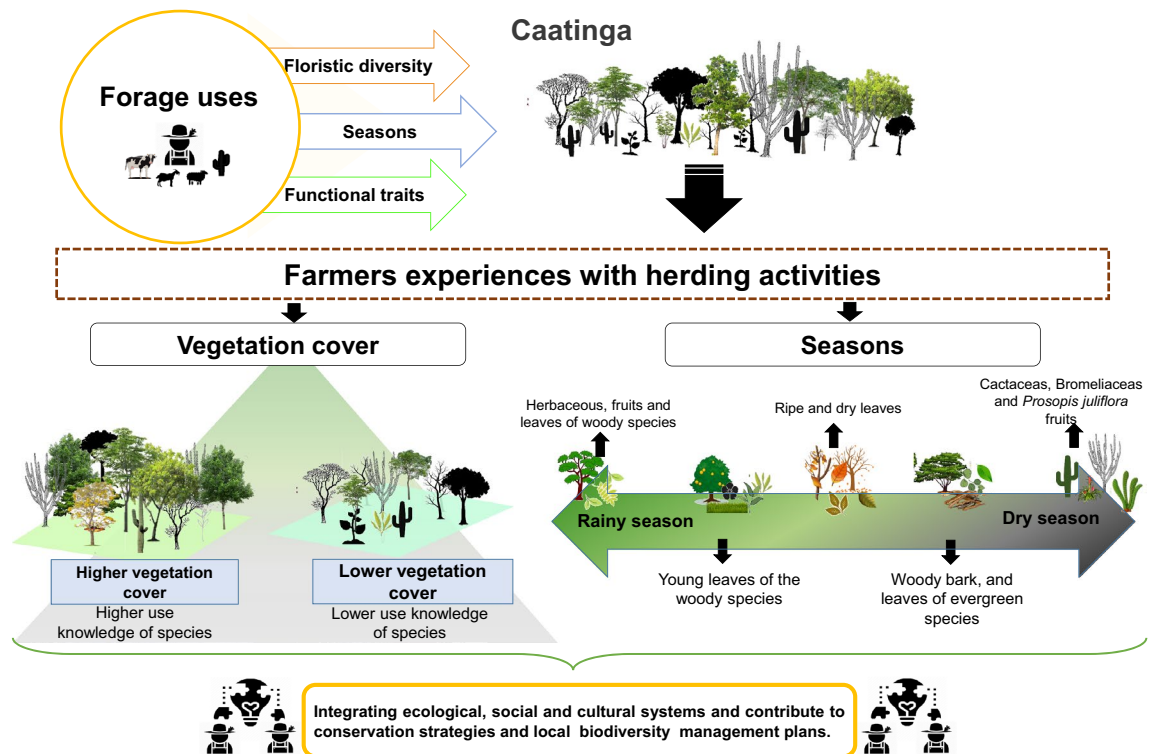 Caatinga
Floristic diversity
Forage uses
Seasons
Functional traits
Farmers experiences with herding activities
Vegetation cover
Seasons
Higher vegetation
cover
Higher use
knowledge of species
Lower vegetation
cover
Lower use knowledge
of species
Herbaceous, fruits and
leaves of woody species
Ripe and dry leaves
Cactaceas, Bromeliaceas
and Prosopis juliflora
fruits
Rainy season
Dry season
Young leaves of the
woody species
Woody bark, and
leaves of evergreen
species
Integrating ecological, social and cultural systems and contribute to
conservation strategies and local biodiversity management plans.